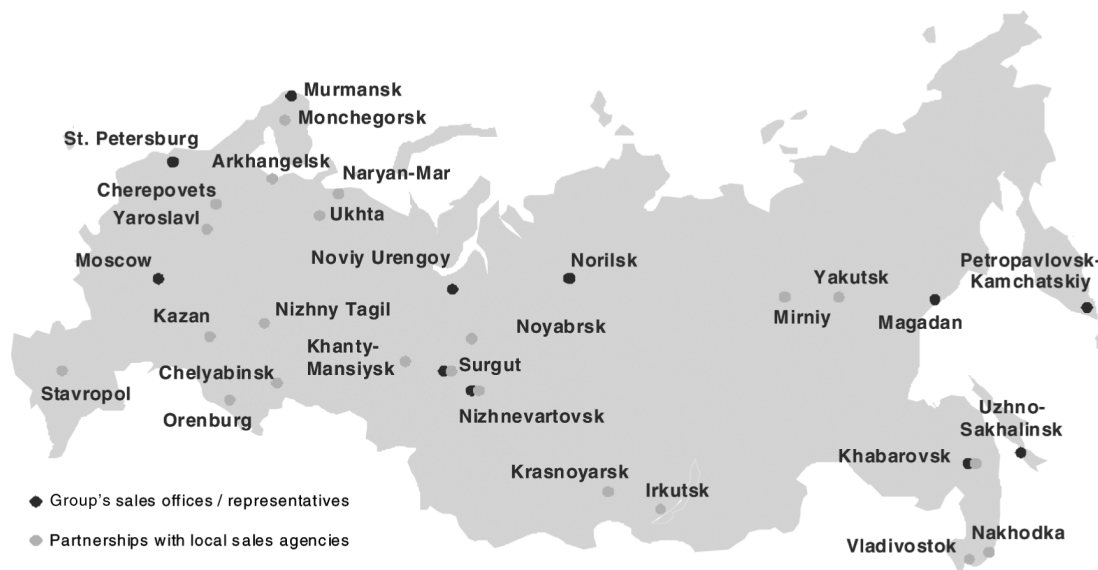 Murmansk
Monchegorsk
St. Petersburg
Arkhangelsk
Naryan-Mar
Cherepovets
Yaroslavl
Ukhta
Moscow
Noviy Urengoy
Norilsk
Petropavlovsk-
Kamchatskiy
Yakutsk
Kazan
Nizhny Tagil
Noyabrsk
Mirniy
Magadan
Khanty-
Mansiysk
Surgut
Chelyabinsk
Stavropol
Orenburg
Nizhnevartovsk
Uzhno-
Sakhalinsk
Khabarovsk
Krasnoyarsk
Irkutsk
Group's sales offices / representatives
Partnerships with local sales agencies
Nakhodka
Vladivostok